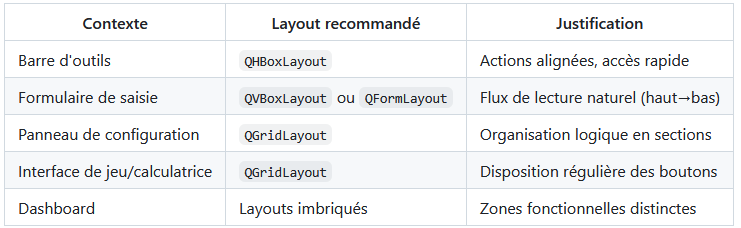 Contexte Layout recommandé Justification
Barre d'outils QHBoxLayout Actions alignées, accès rapide
Formulaire de saisie QVBoxLayout ou QFormLayout Flux de lecture naturel (haut→bas)
Panneau de configuration QGridLayout Organisation logique en sections
Interface de jeu/calculatrice QGridLayout Disposition régulière des boutons
Dashboard Layouts imbriqués Zones fonctionnelles distinctes